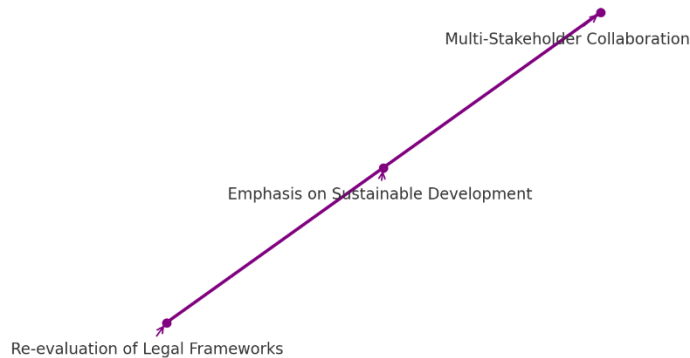 Multi-Stakeholder Collaboration
Emphasis on Sustainable Development
Re-evaluation of Legal Frameworks